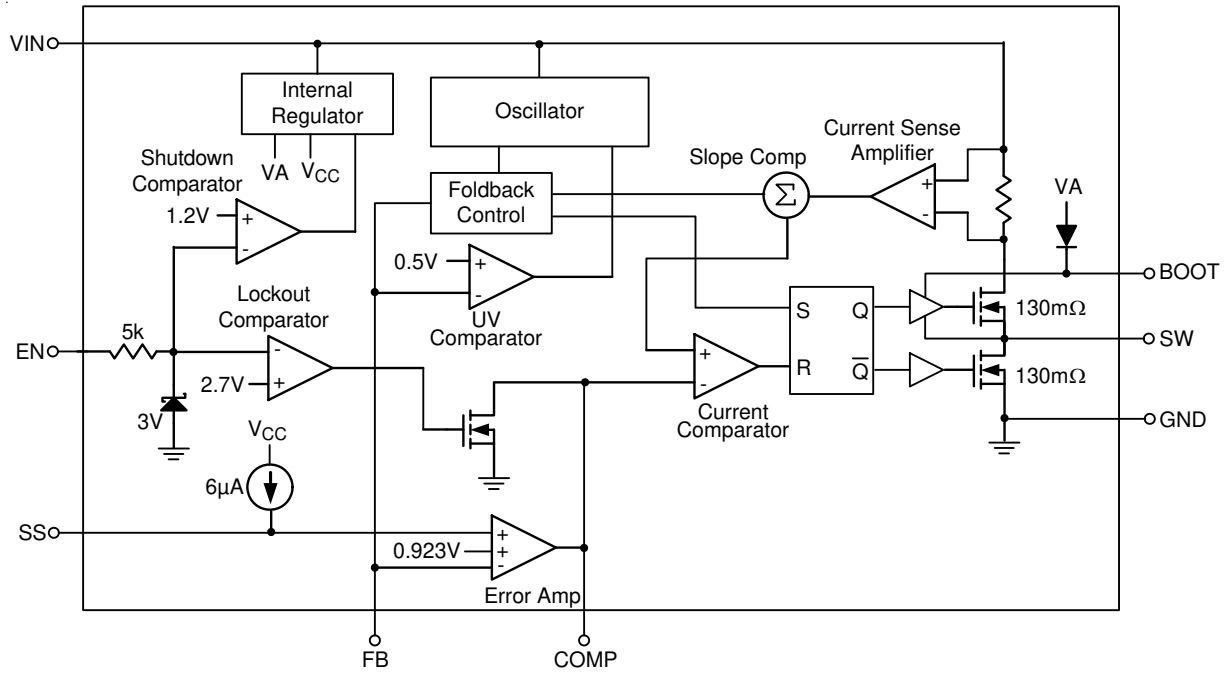 VIN
Internal
Regulator
Oscillator
VA
VCC
Shutdown
Comparator
1.2V
+
-
Foldback
Control
Slope Comp
Σ
Current Sense
Amplifier
+
-
VA
BOOT
0.5V
+
-
UV
Comparator
Lockout
Comparator
5k
EN
-
+
2.7V
3V
S
Q
R
Q̅
130mΩ
SW
130mΩ
+
-
Current
Comparator
GND
VCC
6µA
SS
+
0.923V
+
-
Error Amp
FB
COMP